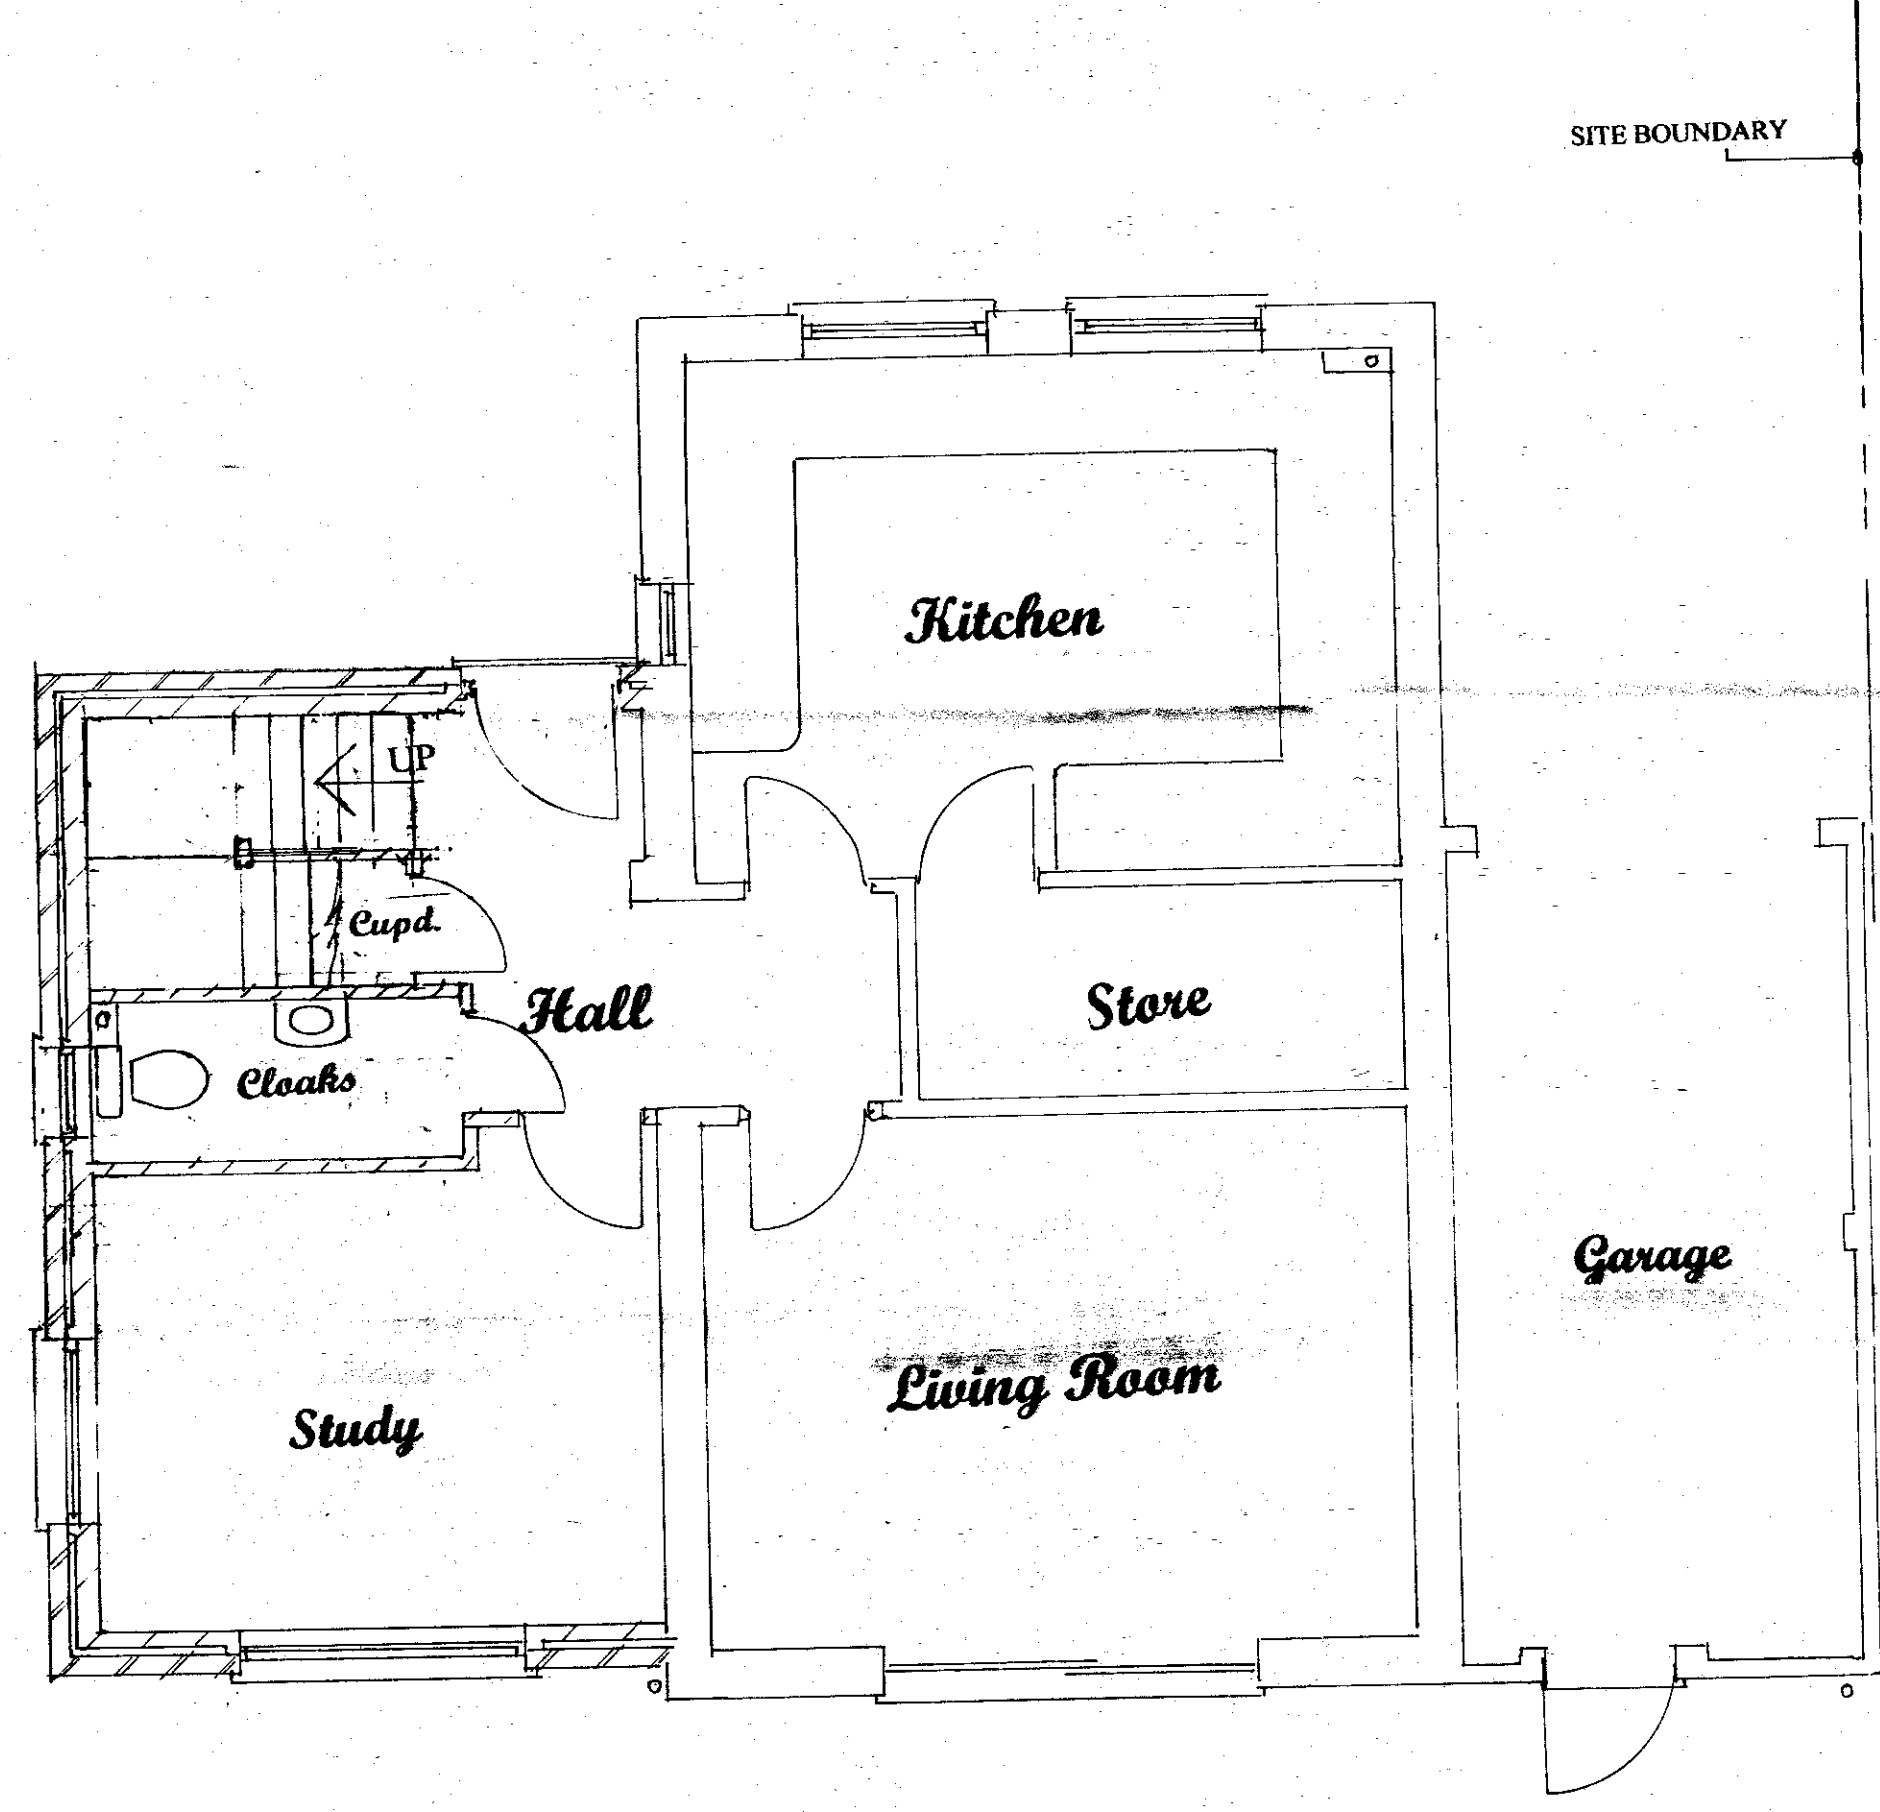 SITE BOUNDARY
Kitchen
UP
Cupd.
Hall
Store
Cloaks
Garage
Living Room
Study